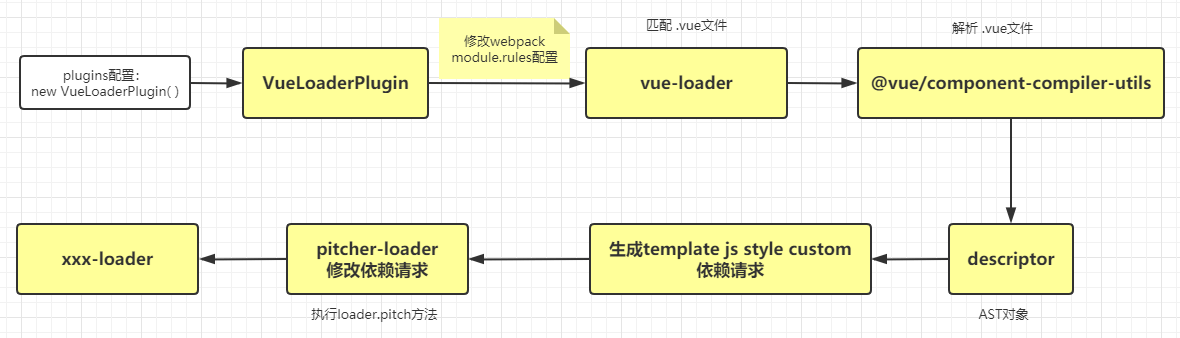 plugins配置：
new VueLoaderPlugin( )
VueLoaderPlugin
修改webpack
module.rules配置
匹配 .vue文件
vue-loader
解析 .vue文件
@vue/component-compiler-utils
descriptor
AST对象
生成template js style custom
依赖请求
pitcher-loader
修改依赖请求
执行loader.pitch方法
xxx-loader